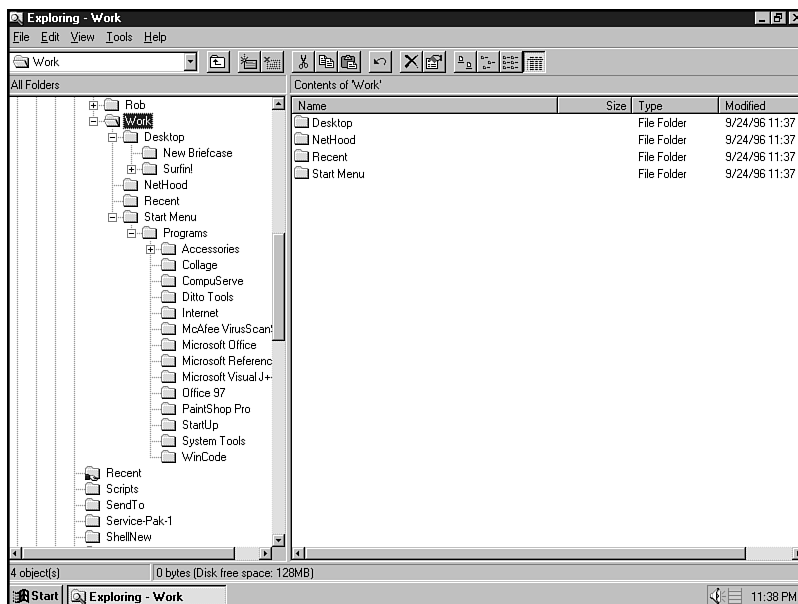 Exploring - Work
File Edit View Tools Help
Work
All Folders
Contents of 'Work'
Rob
Work
Desktop
New Briefcase
Surfin!
NetHood
Recent
Start Menu
Programs
Accessories
Collage
CompuServe
Ditto Tools
Internet
McAfee VirusScan
Microsoft Office
Microsoft Referenc
Microsoft Visual J+
Office 97
PaintShop Pro
StartUp
System Tools
WinCode
Recent
Scripts
SendTo
Service-Pak-1
ShellNew
Name Size Type Modified
Desktop File Folder 9/24/96 11:37
NetHood File Folder 9/24/96 11:37
Recent File Folder 9/24/96 11:37
Start Menu File Folder 9/24/96 11:37
4 object(s) 0 bytes (Disk free space: 128MB)
Start Exploring - Work 11:38 PM